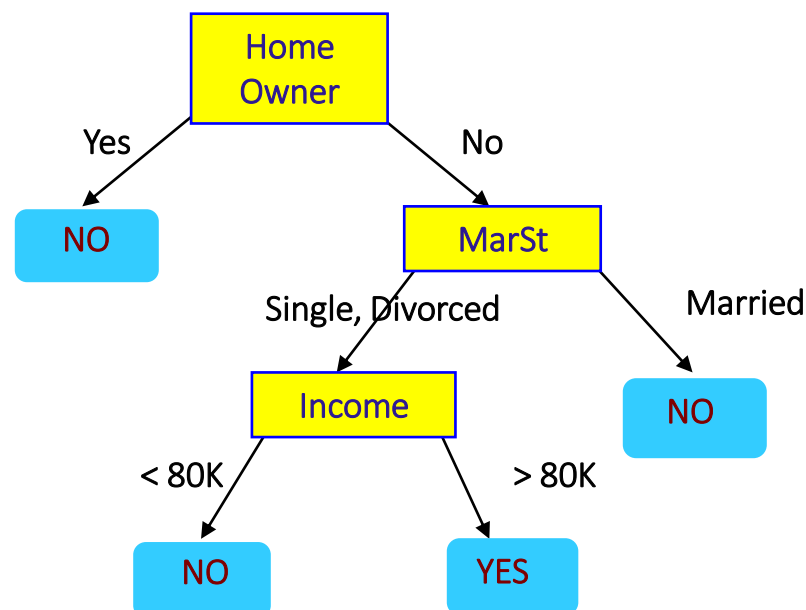 Home
Owner
Yes
No
NO
MarSt
Single, Divorced
Married
Income
NO
< 80K
> 80K
NO
YES